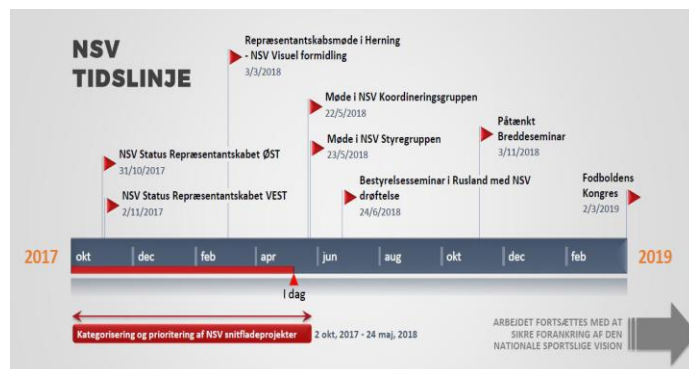 NSV
TIDSLINJE
Repræsentantskabsmøde i Herning
- NSV Visuel formidling
3/3/2018
Møde i NSV Koordineringsgruppen
22/5/2018
Møde i NSV Styregruppen
23/5/2018
Påtænkt
Breddeseminar
3/11/2018
NSV Status Repræsentantskabet ØST
31/10/2017
NSV Status Repræsentantskabet VEST
2/11/2017
Bestyrelsesseminar i Rusland med NSV
drøftelse
24/6/2018
Fodboldens
Kongres
2/3/2019
2017 okt dec feb apr jun aug okt dec feb 2019
I dag
Kategorisering og prioritering af NSV snitfladeprojekter 2 okt, 2017 - 24 maj, 2018
ARBEJDET FORTSÆTTES MED AT
SIKRE FORANKRING AF DEN
NATIONALE SPORTSLIGE VISION